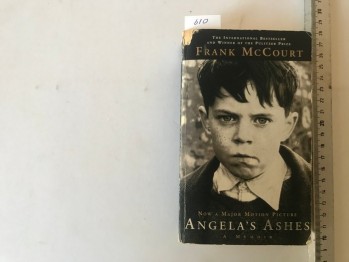 610
THE INTERNATIONAL BESTSELLER
AND WINNER OF THE PULITZER PRIZE
FRANK MCCOURT
NOW A MAJOR MOTION PICTURE
ANGELA'S ASHES
A MEMOIR